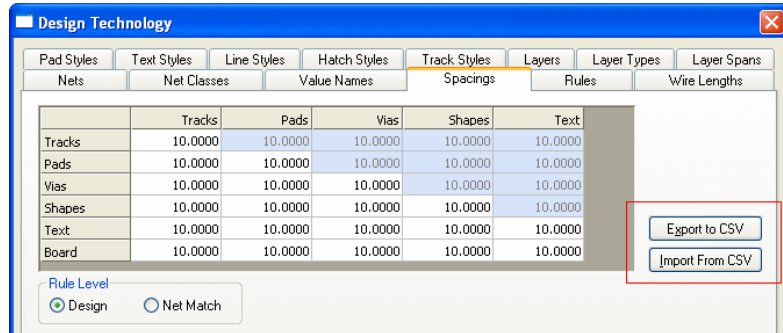 Design Technology
Pad Styles Text Styles Line Styles Hatch Styles Track Styles Layers Layer Types Layer Spans
Nets Net Classes Value Names Spacings Rules Wire Lengths
Tracks Pads Vias Shapes Text
Tracks 10.0000 10.0000 10.0000 10.0000 10.0000
Pads 10.0000 10.0000 10.0000 10.0000 10.0000
Vias 10.0000 10.0000 10.0000 10.0000 10.0000
Shapes 10.0000 10.0000 10.0000 10.0000 10.0000
Text 10.0000 10.0000 10.0000 10.0000 10.0000
Board 10.0000 10.0000 10.0000 10.0000 10.0000
Export to CSV
Import From CSV
Rule Level
Design Net Match